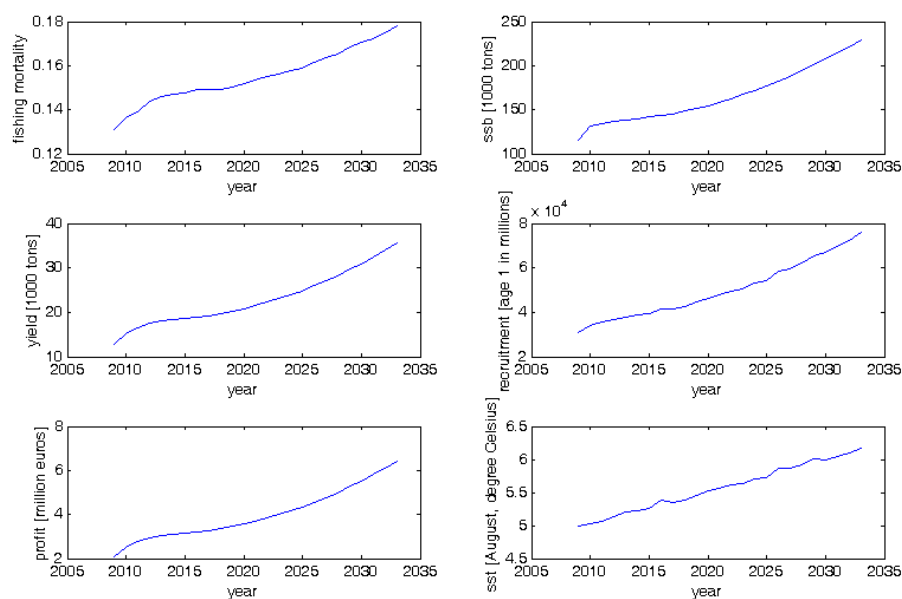 0.18
0.16
0.14
0.12
fishing mortality
2005 2010 2015 2020 2025 2030 2035
year
250
200
150
100
ssb [1000 tons]
2005 2010 2015 2020 2025 2030 2035
year
40
30
20
10
yield [1000 tons]
2005 2010 2015 2020 2025 2030 2035
year
x 10^4
8
6
4
2
recruitment [age 1 in millions]
2005 2010 2015 2020 2025 2030 2035
year
8
6
4
2
profit [million euros]
2005 2010 2015 2020 2025 2030 2035
year
6.5
6
5.5
5
4.5
sst [August, degree Celsius]
2005 2010 2015 2020 2025 2030 2035
year